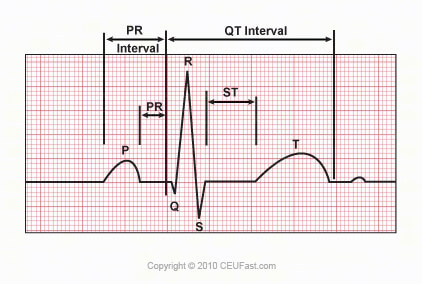 PR
Interval
QT Interval
R
ST
PR
P
T
Q
S
Copyright © 2010 CEUFast.com